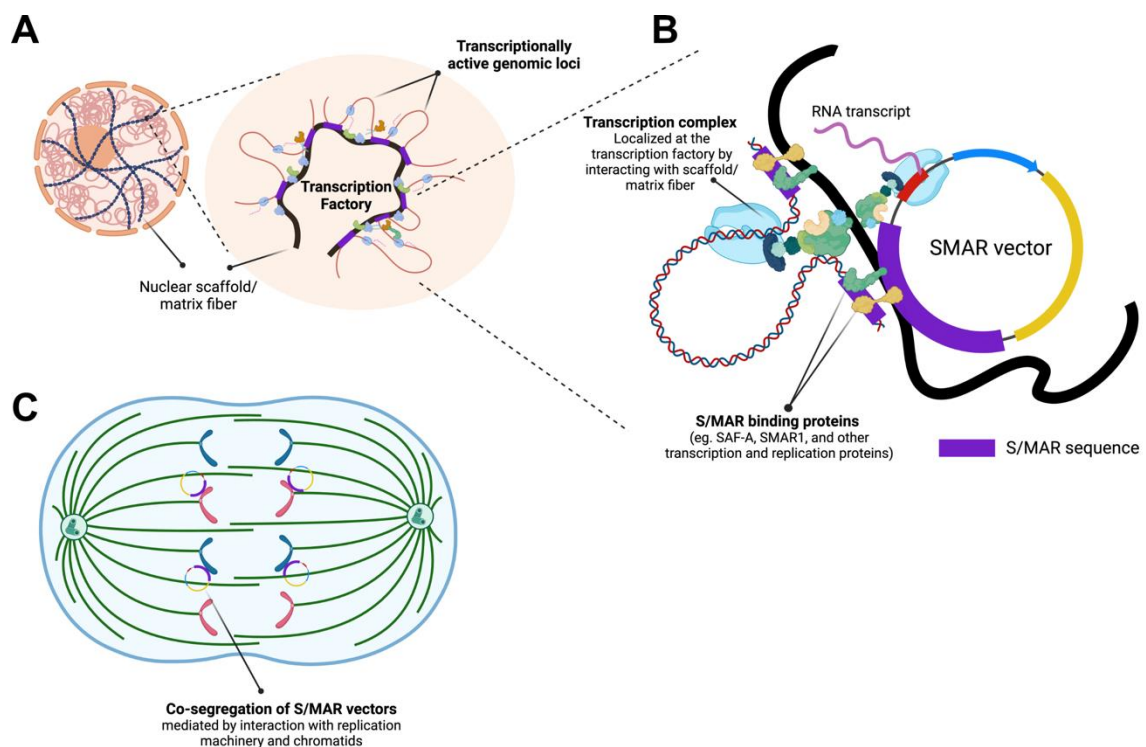 A
Transcriptionally
active genomic loci
Transcription
Factory
Nuclear scaffold/
matrix fiber
B
RNA transcript
Transcription complex
Localized at the
transcription factory by
interacting with scaffold/
matrix fiber
SMAR vector
S/MAR binding proteins
(eg. SAF-A, SMAR1, and other
transcription and replication proteins)
S/MAR sequence
C
Co-segregation of S/MAR vectors
mediated by interaction with replication
machinery and chromatids